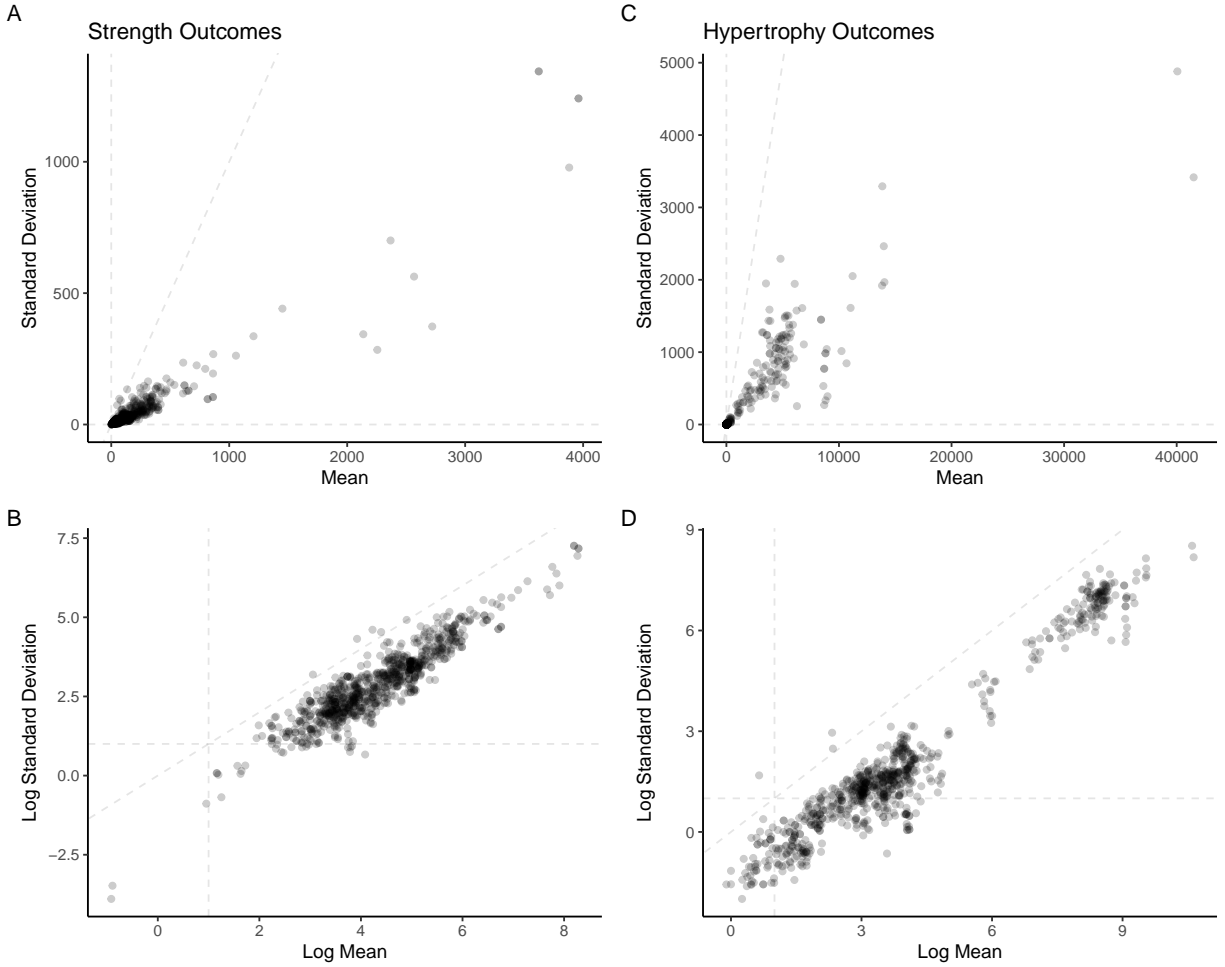 A
Strength Outcomes
1000
500
0
Standard Deviation
0
1000
2000
3000
4000
Mean
C
Hypertrophy Outcomes
5000
4000
3000
2000
1000
0
Standard Deviation
0
10000
20000
30000
40000
Mean
B
7.5
5.0
2.5
0.0
−2.5
Log Standard Deviation
0
2
4
6
8
Log Mean
D
9
6
3
0
Log Standard Deviation
0
3
6
9
Log Mean